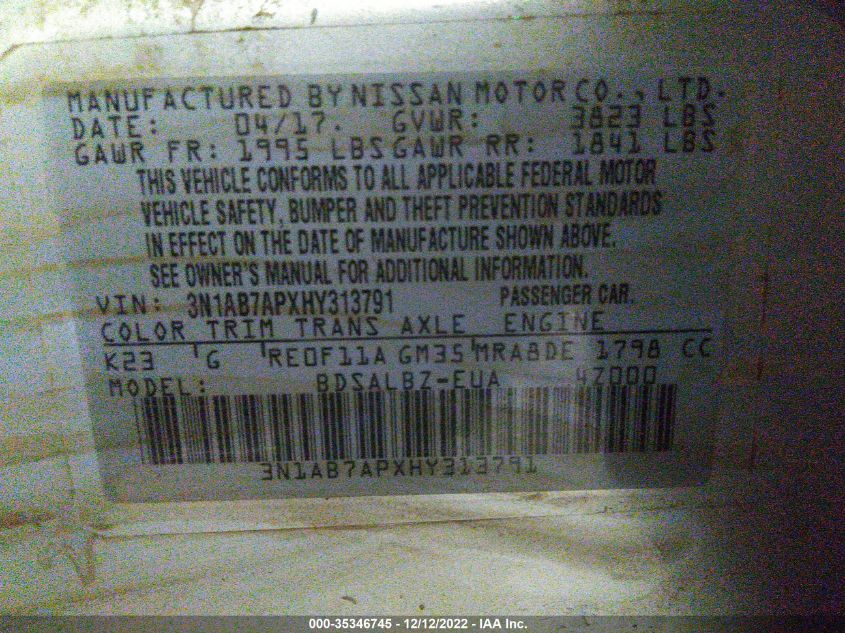 MANUFACTURED BY NISSAN MOTOR CO., LTD.
DATE: 04/17. GVWR: 3823 LBS
GAWR FR: 1995 LBS GAWR RR: 1841 LBS
THIS VEHICLE CONFORMS TO ALL APPLICABLE FEDERAL MOTOR
VEHICLE SAFETY, BUMPER AND THEFT PREVENTION STANDARDS
IN EFFECT ON THE DATE OF MANUFACTURE SHOWN ABOVE.
SEE OWNER'S MANUAL FOR ADDITIONAL INFORMATION.
VIN: 3N1AB7APXHY313791 PASSENGER CAR.
COLOR TRIM TRANS AXLE ENGINE
K23 G RE0F11A GM35 MRA8DE 1798 CC
MODEL: BDSALBZ-EUA 4Z000
3N1AB7APXHY313791
000-35346745 - 12/12/2022 - IAA Inc.